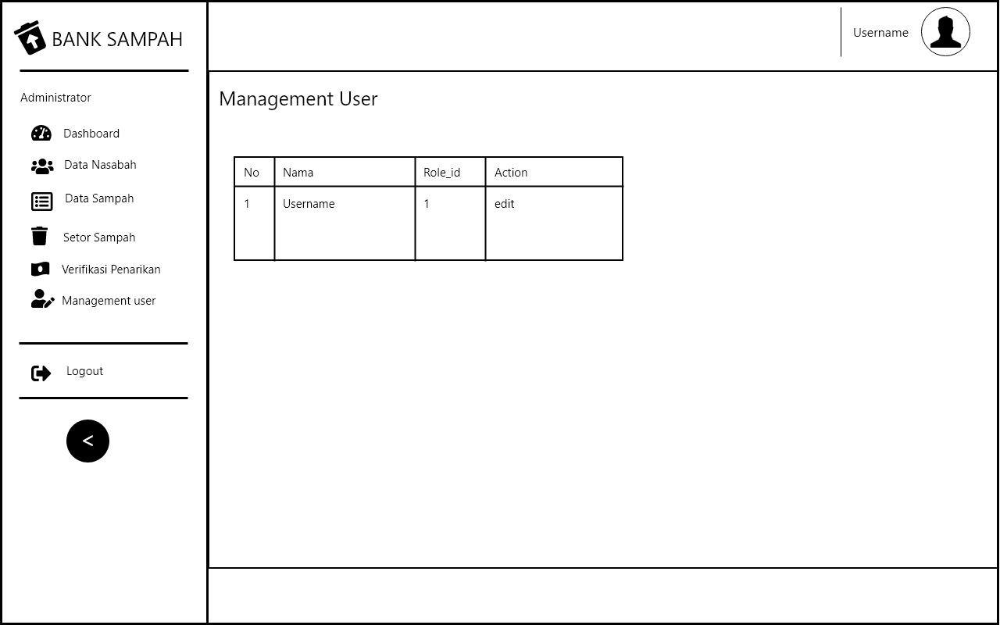 BANK SAMPAH
Username
Administrator
Dashboard
Data Nasabah
Data Sampah
Setor Sampah
Verifikasi Penarikan
Management user
Logout
<
Management User
No Nama Role_id Action
1 Username 1 edit